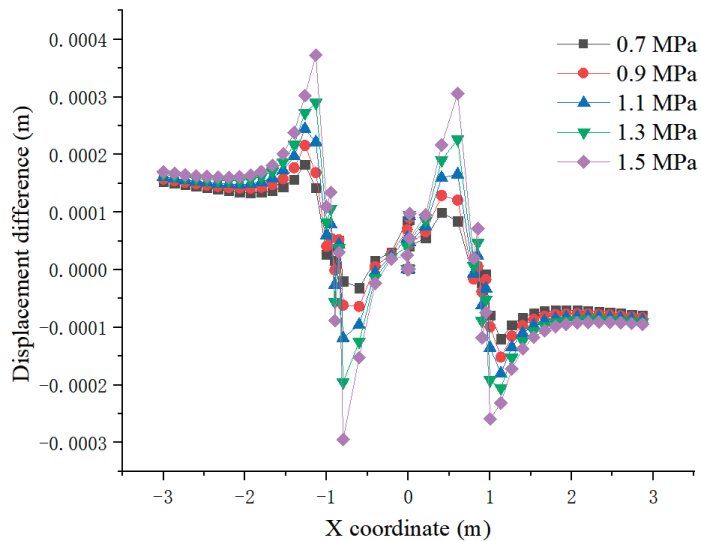 0.7 MPa
0.9 MPa
1.1 MPa
1.3 MPa
1.5 MPa
Displacement difference (m)
0.0004
0.0003
0.0002
0.0001
0.0000
-0.0001
-0.0002
-0.0003
-3 -2 -1 0 1 2 3
X coordinate (m)